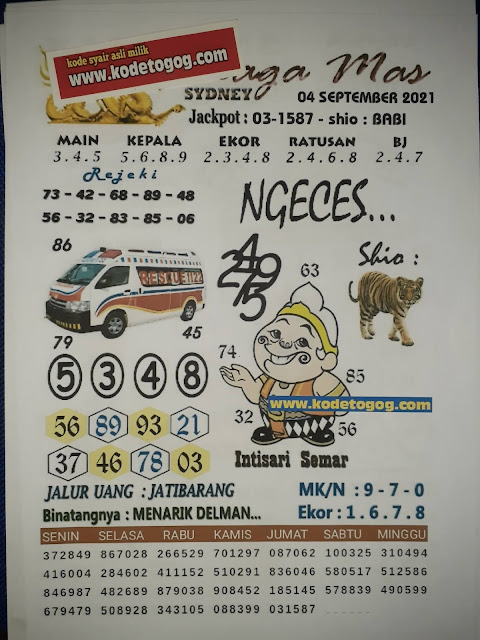 kode syair asli milik
www.kodetogog.com
Mas
SYDNEY
04 SEPTEMBER 2021
Jackpot : 03-1587 - shio : BABI
MAIN KEPALA EKOR RATUSAN BJ
3.4.5 5.6.8.9 2.3.4.8 2.4.6.8 2.4.7
Rejeki
73 - 42 - 68 - 89 - 48
56 - 32 - 83 - 85 - 06
NGECES...
86
Shio :
63
45
79
74
85
5 3 4 8
www.kodetogog.com
32
56
56 89 93 21
37 46 78 03
Intisari Semar
JALUR UANG : JATIBARANG
MK/N : 9 - 7 - 0
Binatangnya : MENARIK DELMAN...
Ekor : 1.6.7.8
SENIN SELASA RABU KAMIS JUMAT SABTU MINGGU
372849 867028 266529 701297 087062 100325 310494
416004 284602 411152 510291 836046 580517 512586
846987 482689 879038 908452 185145 578839 490599
679479 508928 343105 088399 031587 ......